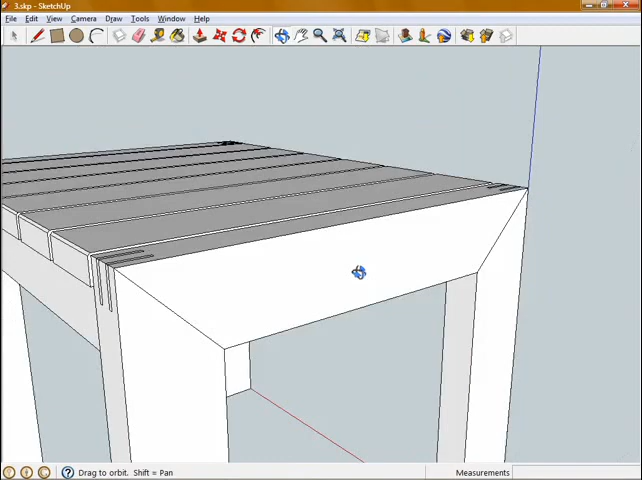 3.skp - SketchUp
File Edit View Camera Draw Tools Window Help
Drag to orbit. Shift = Pan Measurements